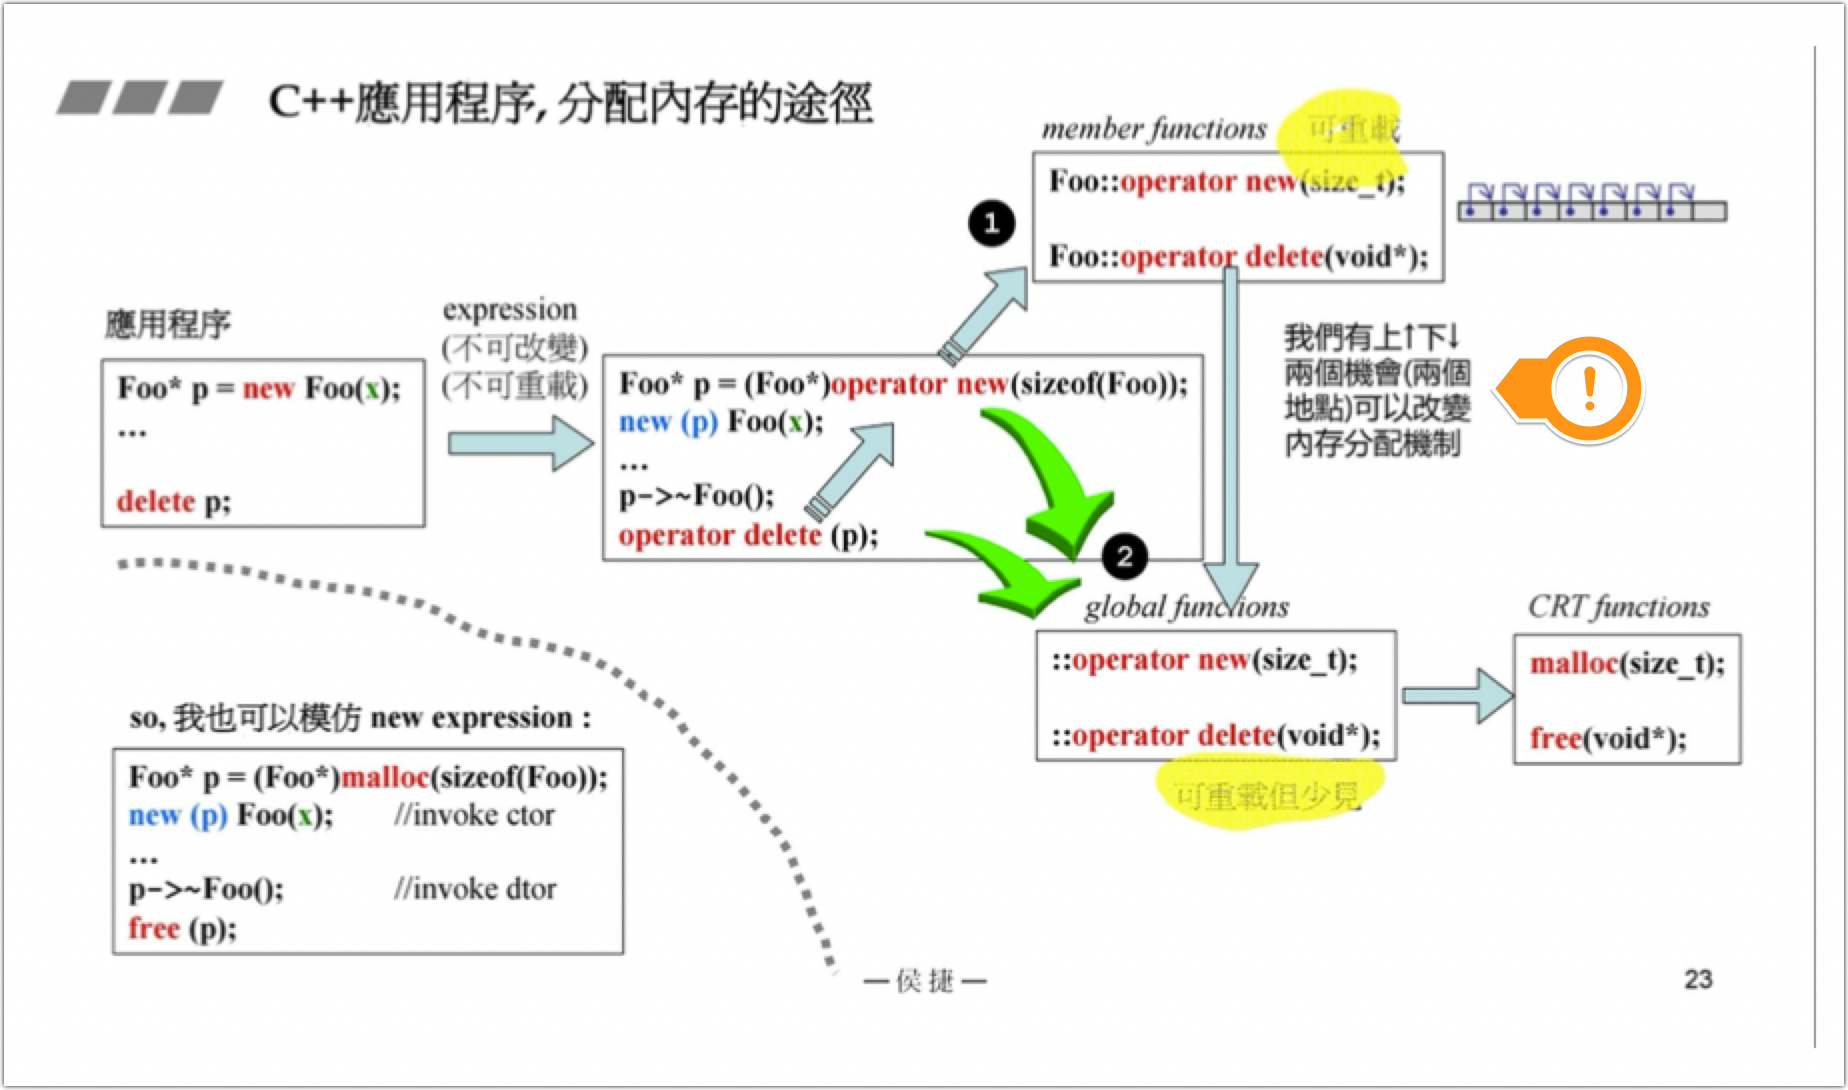 C++應用程序, 分配內存的途徑
member functions 可重載
Foo::operator new(size_t);
Foo::operator delete(void*);
1
應用程序
Foo* p = new Foo(x);
...
delete p;
expression
(不可改變)
(不可重載)
Foo* p = (Foo*)operator new(sizeof(Foo));
new (p) Foo(x);
...
p->~Foo();
operator delete (p);
我們有上↑下↓
兩個機會(兩個
地點)可以改變
內存分配機制
!
2
global functions
::operator new(size_t);
::operator delete(void*);
可重載但少見
CRT functions
malloc(size_t);
free(void*);
so, 我也可以模仿 new expression :
Foo* p = (Foo*)malloc(sizeof(Foo));
new (p) Foo(x); //invoke ctor
...
p->~Foo(); //invoke dtor
free (p);
— 侯捷 —
23